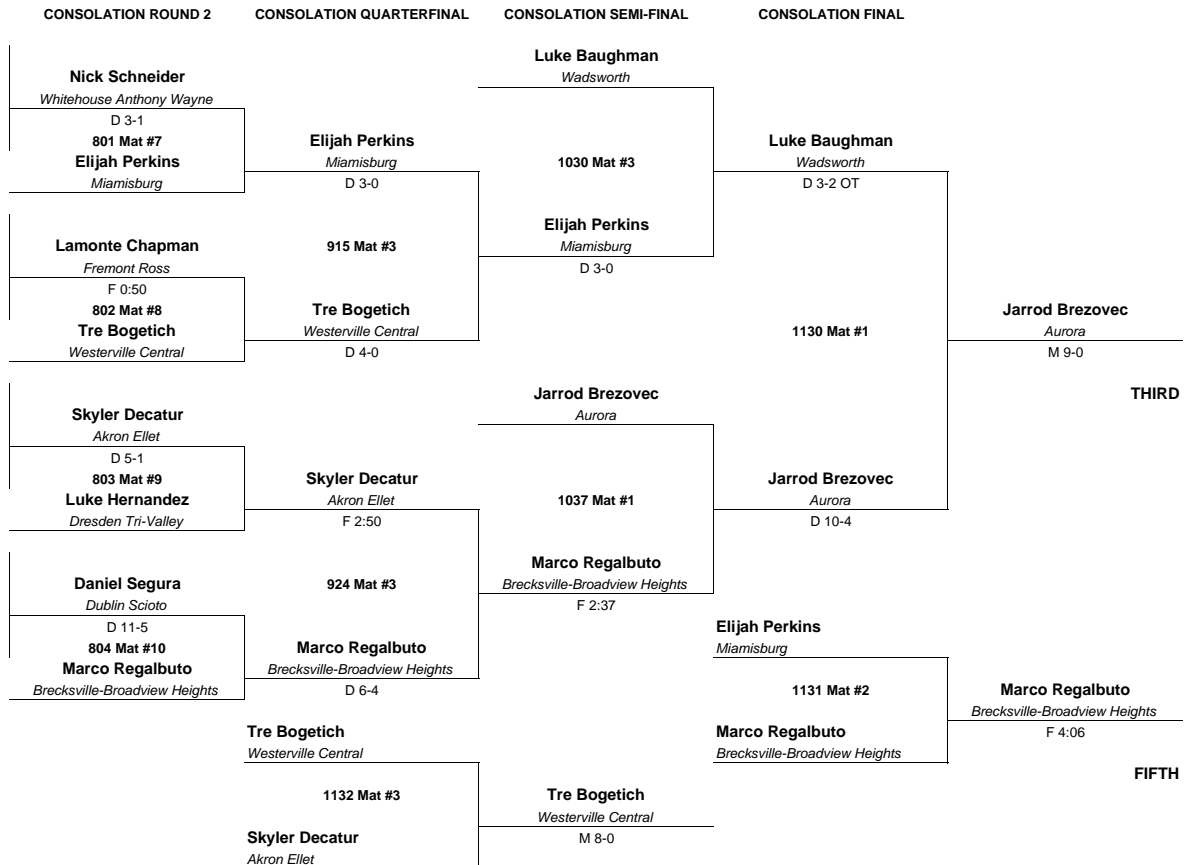 CONSOLATION ROUND 2
CONSOLATION QUARTERFINAL
CONSOLATION SEMI-FINAL
CONSOLATION FINAL
Nick Schneider
Whitehouse Anthony Wayne
D 3-1
801 Mat #7
Elijah Perkins
Miamisburg
Lamonte Chapman
Fremont Ross
F 0:50
802 Mat #8
Tre Bogetich
Westerville Central
Skyler Decatur
Akron Ellet
D 5-1
803 Mat #9
Luke Hernandez
Dresden Tri-Valley
Daniel Segura
Dublin Scioto
D 11-5
804 Mat #10
Marco Regalbuto
Brecksville-Broadview Heights
Elijah Perkins
Miamisburg
D 3-0
915 Mat #3
Tre Bogetich
Westerville Central
D 4-0
Skyler Decatur
Akron Ellet
F 2:50
924 Mat #3
Marco Regalbuto
Brecksville-Broadview Heights
D 6-4
Tre Bogetich
Westerville Central
1132 Mat #3
Skyler Decatur
Akron Ellet
Luke Baughman
Wadsworth
1030 Mat #3
Elijah Perkins
Miamisburg
D 3-0
Jarrod Brezovec
Aurora
1037 Mat #1
Marco Regalbuto
Brecksville-Broadview Heights
F 2:37
Tre Bogetich
Westerville Central
M 8-0
Luke Baughman
Wadsworth
D 3-2 OT
1130 Mat #1
Jarrod Brezovec
Aurora
D 10-4
Elijah Perkins
Miamisburg
1131 Mat #2
Marco Regalbuto
Brecksville-Broadview Heights
Jarrod Brezovec
Aurora
M 9-0
THIRD
Marco Regalbuto
Brecksville-Broadview Heights
F 4:06
FIFTH